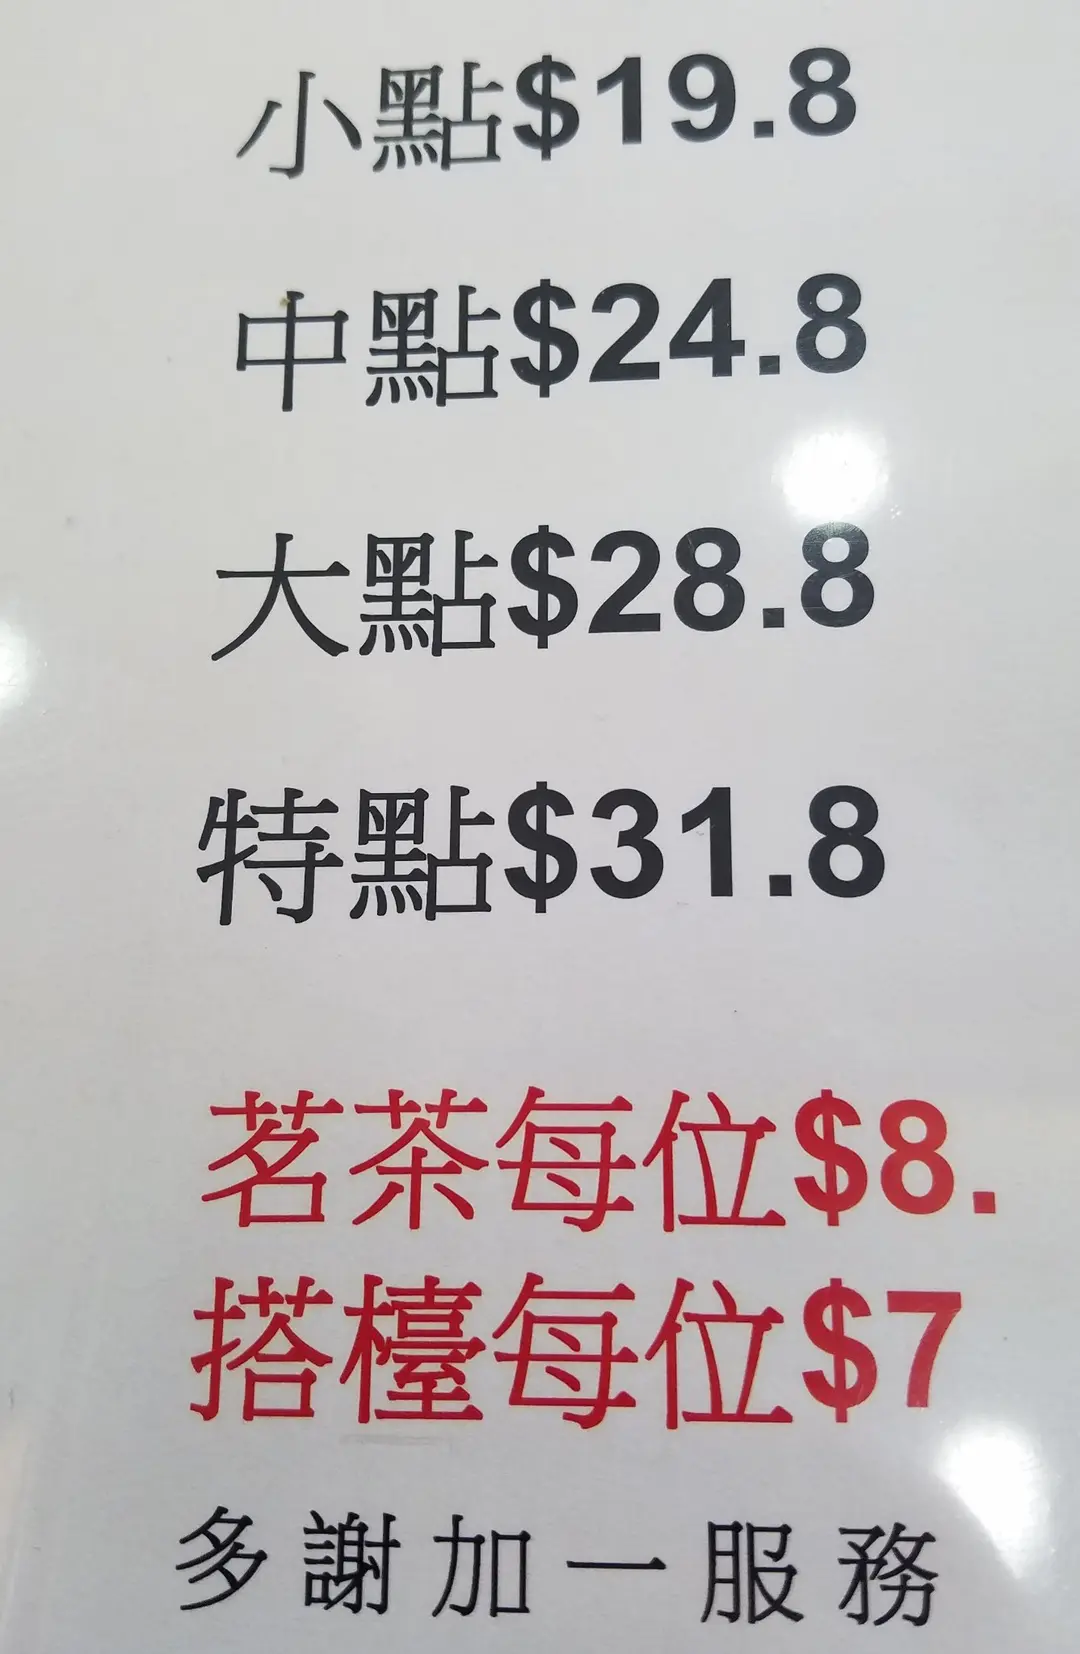 小點$19.8
中點$24.8
大點$28.8
特點$31.8
茗茶每位$8.
搭檯每位$7
多謝加一服務